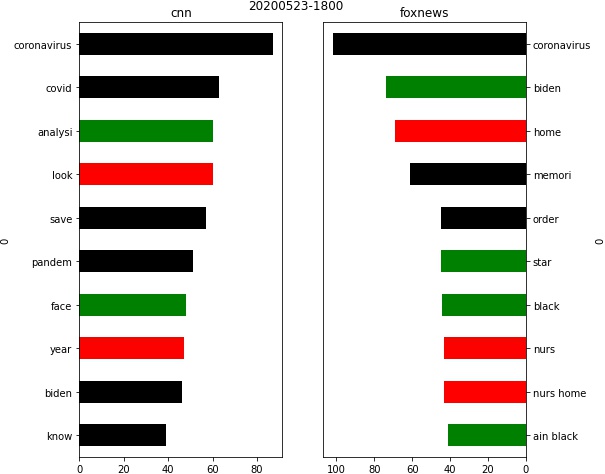 20200523-1800
cnn
foxnews
coronavirus
covid
analysi
look
save
pandem
face
year
biden
know
0
0 20 40 60 80
coronavirus
biden
home
memori
order
star
black
nurs
nurs home
ain black
0
100 80 60 40 20 0